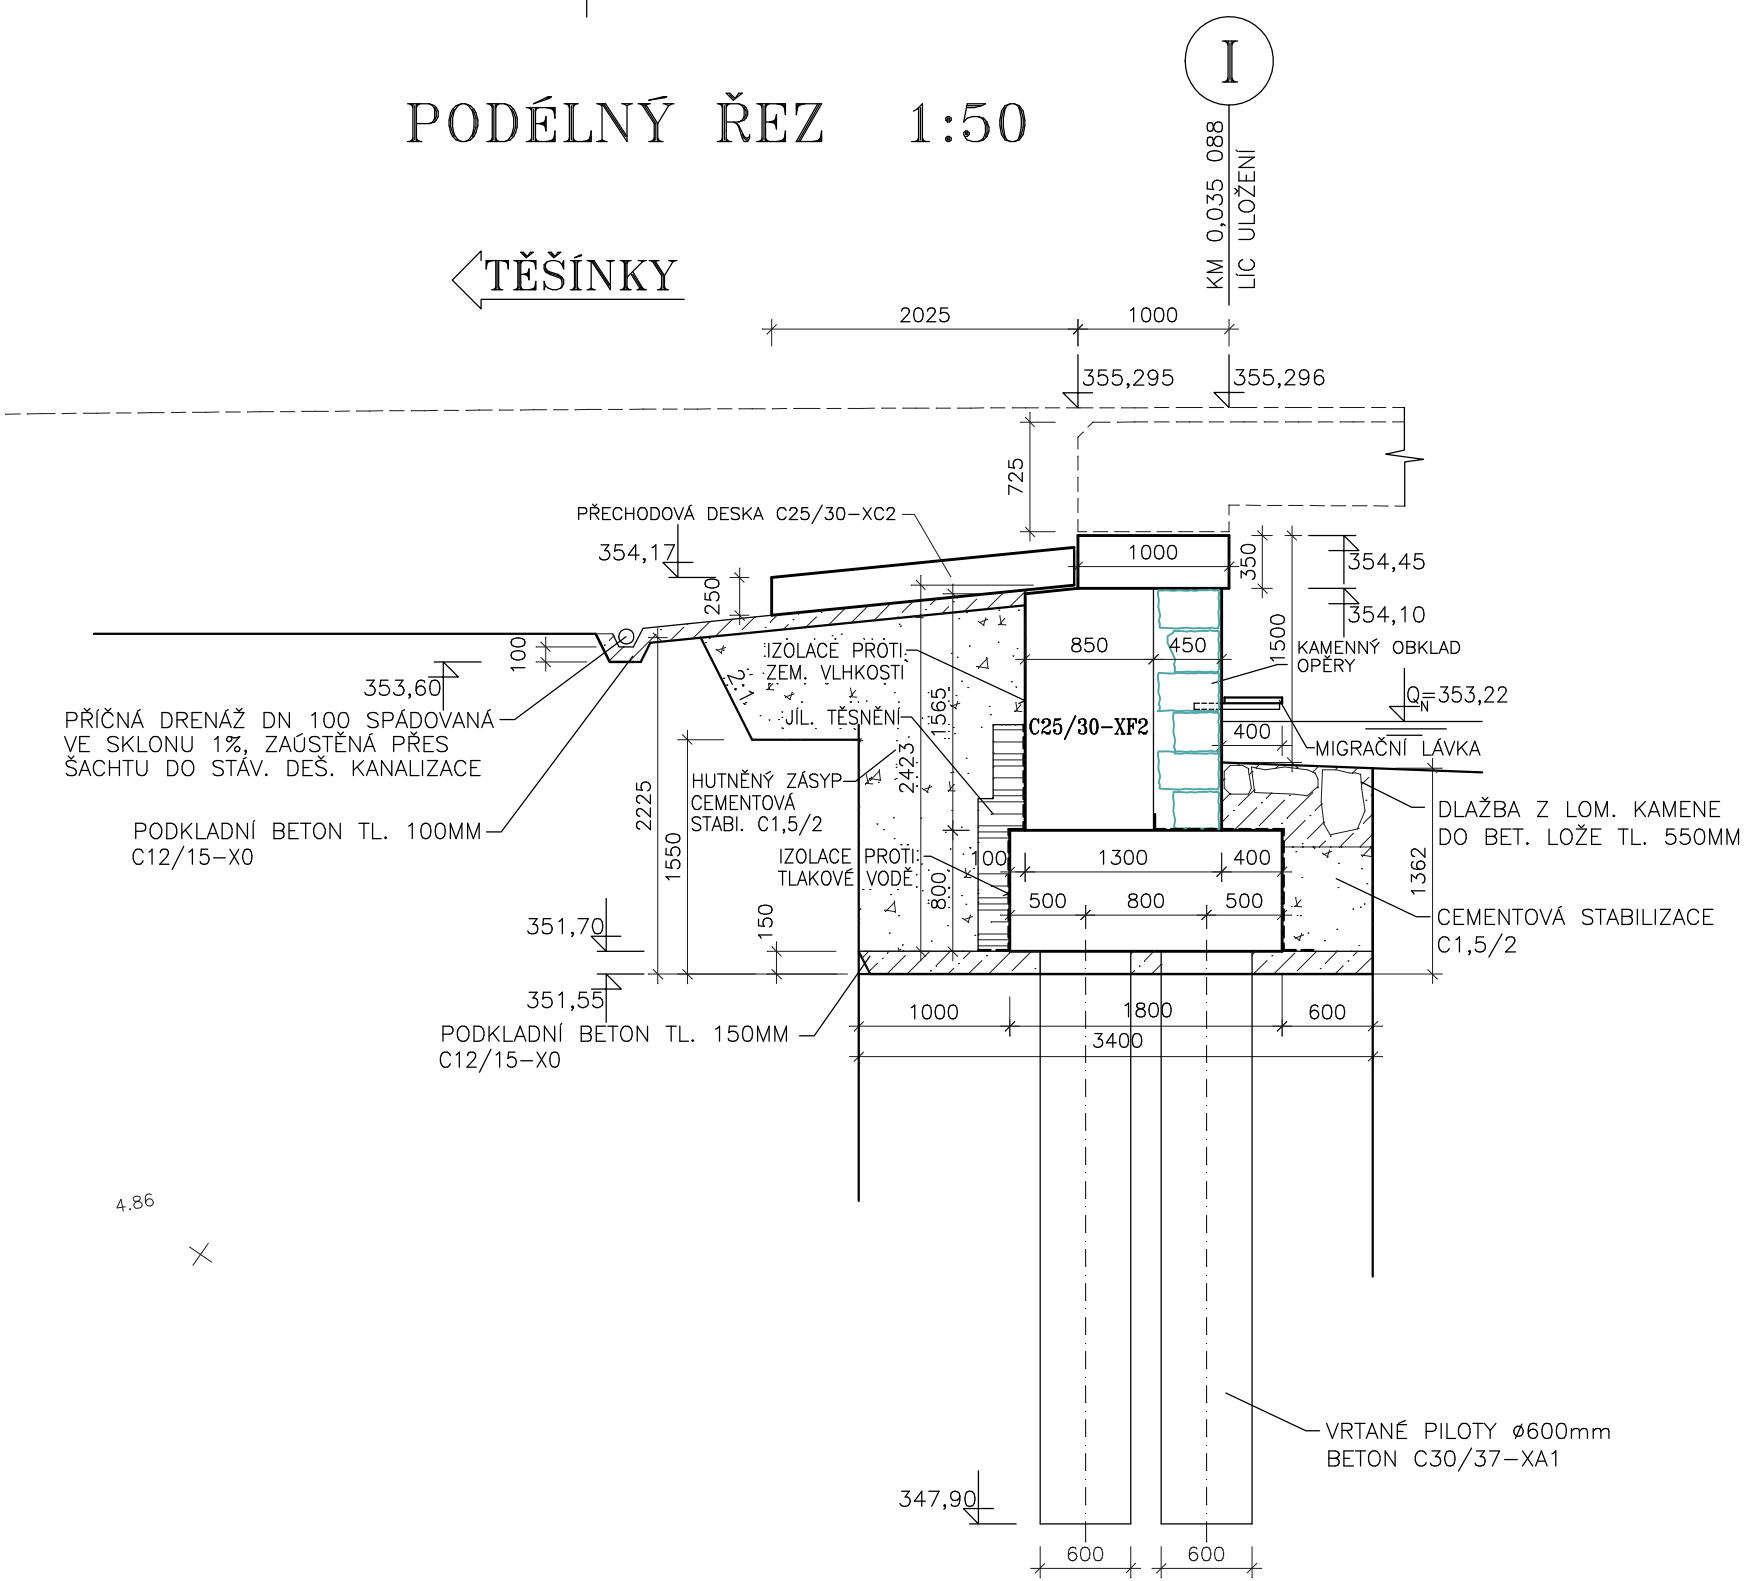 I
PODÉLNÝ ŘEZ 1:50
KM 0,035 088
LÍC ULOŽENÍ
TĚŠÍNKY
2025
1000
355,295
355,296
725
PŘECHODOVÁ DESKA C25/30-XC2
354,17
250
1000
350
354,45
354,10
1500
100
353,60
IZOLACE PROTI
ZEM. VLHKOSTI
850
450
KAMENNÝ OBKLAD
OPĚRY
2:1
PŘÍČNÁ DRENÁŽ DN 100 SPÁDOVANÁ
VE SKLONU 1%, ZAÚSTĚNÁ PŘES
ŠACHTU DO STÁV. DEŠ. KANALIZACE
JÍL. TĚSNĚNÍ
1565
C25/30-XF2
QN=353,22
400
MIGRAČNÍ LÁVKA
2423
HUTNĚNÝ ZÁSYP
CEMENTOVÁ
STABI. C1,5/2
2225
1550
PODKLADNÍ BETON TL. 100MM
C12/15-X0
DLAŽBA Z LOM. KAMENE
DO BET. LOŽE TL. 550MM
IZOLACE PROTI
TLAKOVÉ VODĚ
100
1300
400
1362
800
500
800
500
150
351,70
CEMENTOVÁ STABILIZACE
C1,5/2
351,55
1000
1800
600
PODKLADNÍ BETON TL. 150MM
C12/15-X0
3400
4.86
VRTANÉ PILOTY ø600mm
BETON C30/37-XA1
347,90
600
600